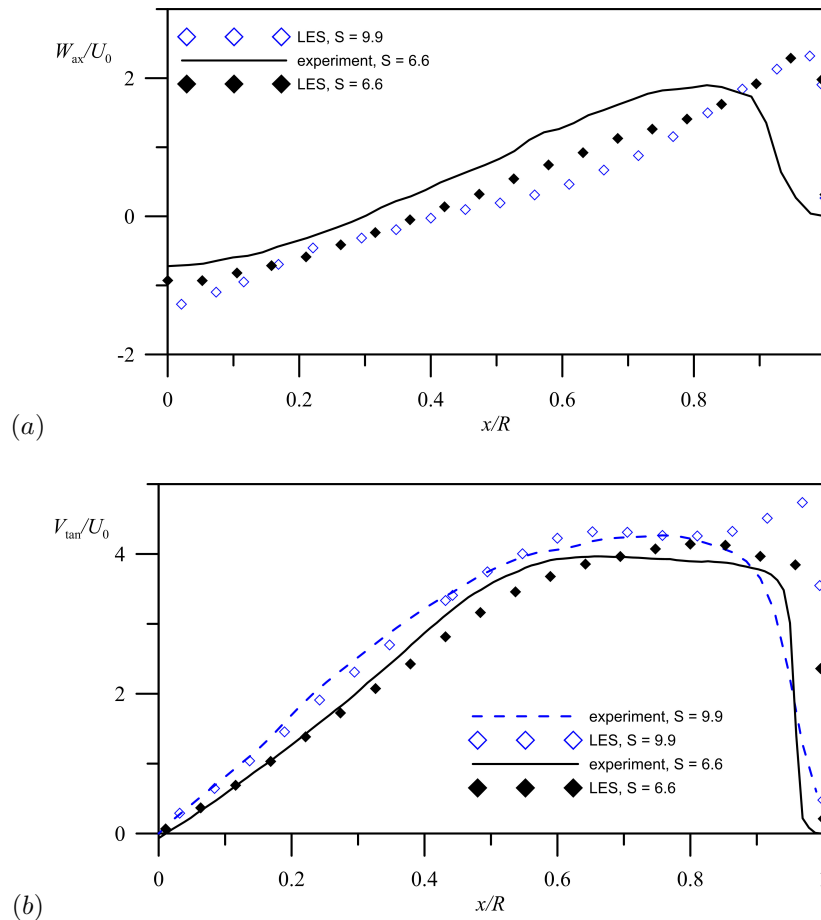 W_ax/U_0
LES, S = 9.9
experiment, S = 6.6
LES, S = 6.6
2
0
-2
0
0.2
0.4
0.6
0.8
x/R
(a)
V_tan/U_0
4
2
0
experiment, S = 9.9
LES, S = 9.9
experiment, S = 6.6
LES, S = 6.6
0
0.2
0.4
0.6
0.8
x/R
(b)